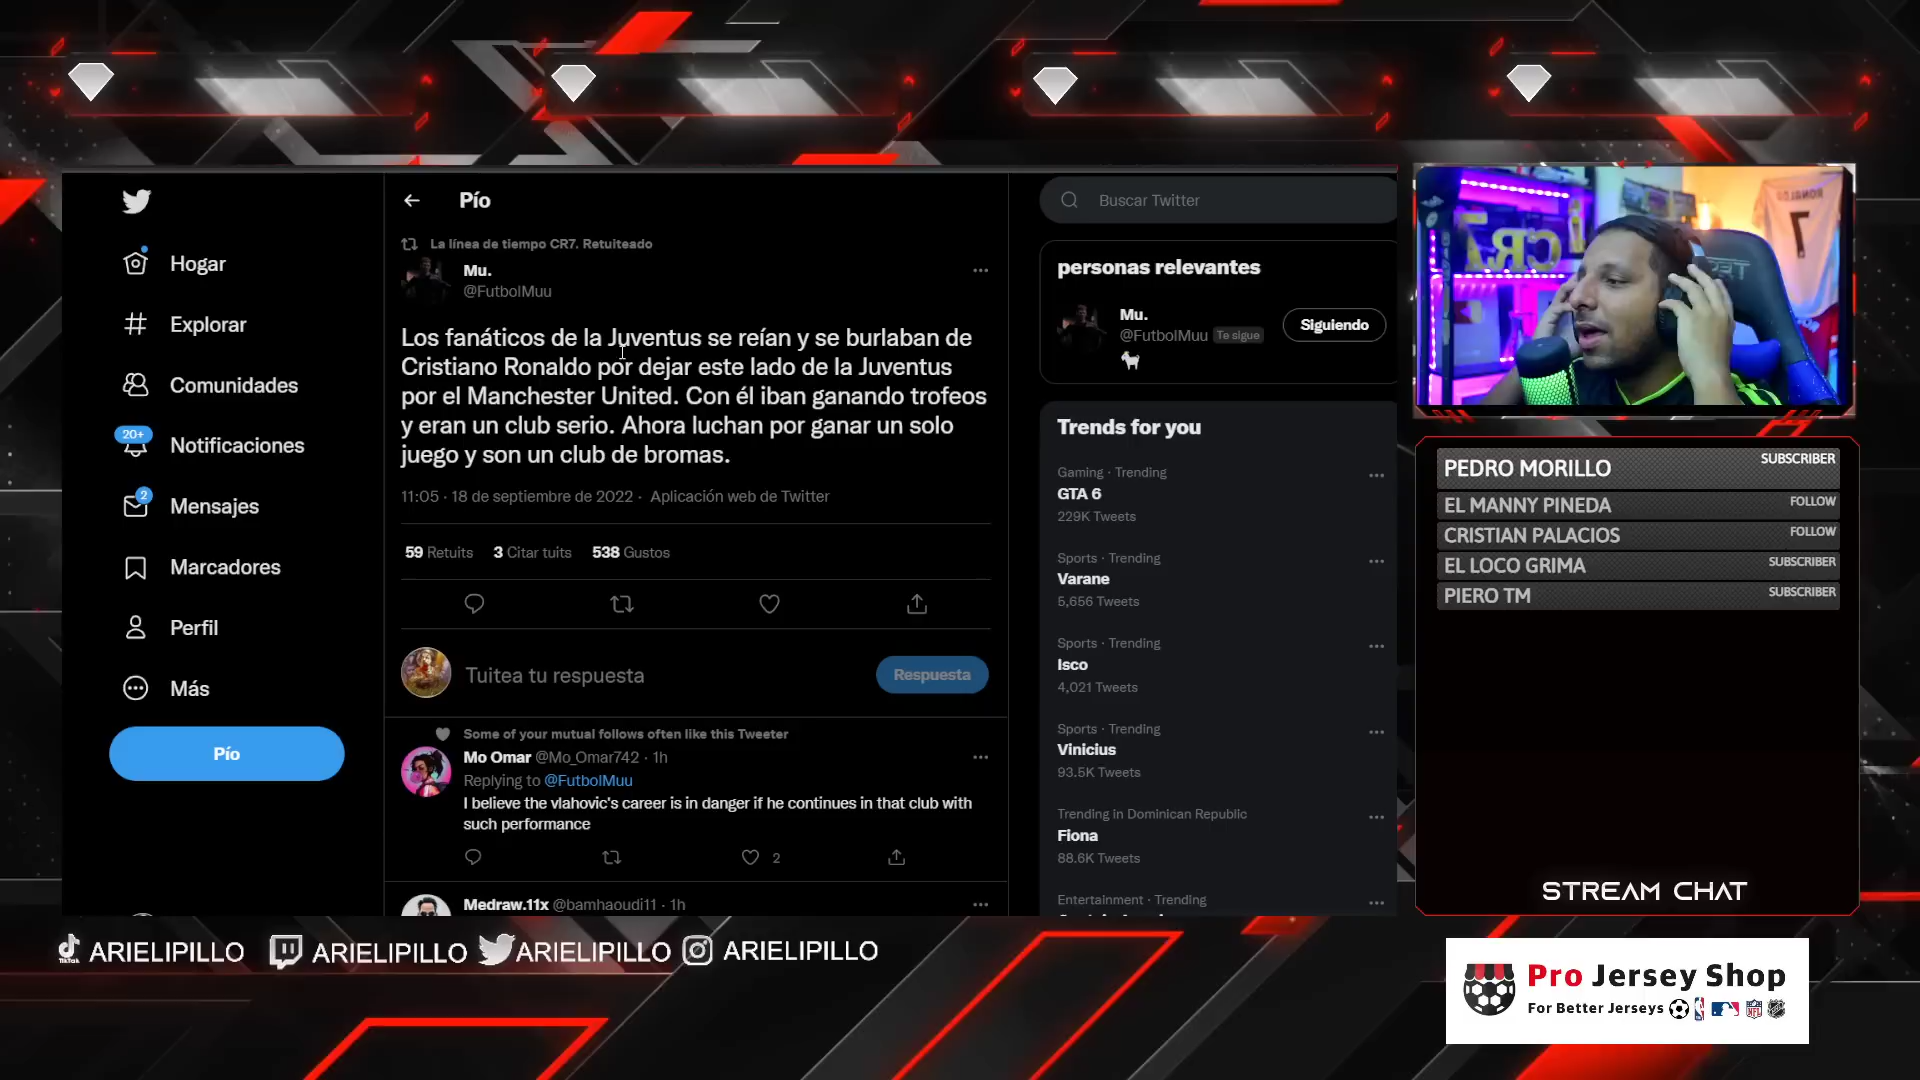 Pío
La línea de tiempo CR7. Retuiteado
Mu.
@FutbolMuu
Los fanáticos de la Juventus se reían y se burlaban de
Cristiano Ronaldo por dejar este lado de la Juventus
por el Manchester United. Con él iban ganando trofeos
y eran un club serio. Ahora luchan por ganar un solo
juego y son un club de bromas.
11:05 · 18 de septiembre de 2022 · Aplicación web de Twitter
59 Retuits 3 Citar tuits 538 Gustos
Tuitea tu respuesta
Respuesta
Some of your mutual follows often like this Tweeter
Mo Omar @Mo_Omar742 · 1h
Replying to @FutbolMuu
I believe the vlahovic's career is in danger if he continues in that club with
such performance
2
Medraw.11x @bamhaoudi11 · 1h
Hogar
Explorar
Comunidades
20+
Notificaciones
2
Mensajes
Marcadores
Perfil
Más
Pío
Buscar Twitter
personas relevantes
Mu.
@FutbolMuu Te sigue
Siguiendo
Trends for you
Gaming · Trending
GTA 6
229K Tweets
Sports · Trending
Varane
5,656 Tweets
Sports · Trending
Isco
4,021 Tweets
Sports · Trending
Vinicius
93.5K Tweets
Trending in Dominican Republic
Fiona
88.6K Tweets
Entertainment · Trending
CR7
RONALDO
7
PEDRO MORILLO SUBSCRIBER
EL MANNY PINEDA FOLLOW
CRISTIAN PALACIOS FOLLOW
EL LOCO GRIMA SUBSCRIBER
PIERO TM SUBSCRIBER
STREAM CHAT
TikTok ARIELIPILLO ARIELIPILLO ARIELIPILLO ARIELIPILLO
Pro Jersey Shop
For Better Jerseys
NFL